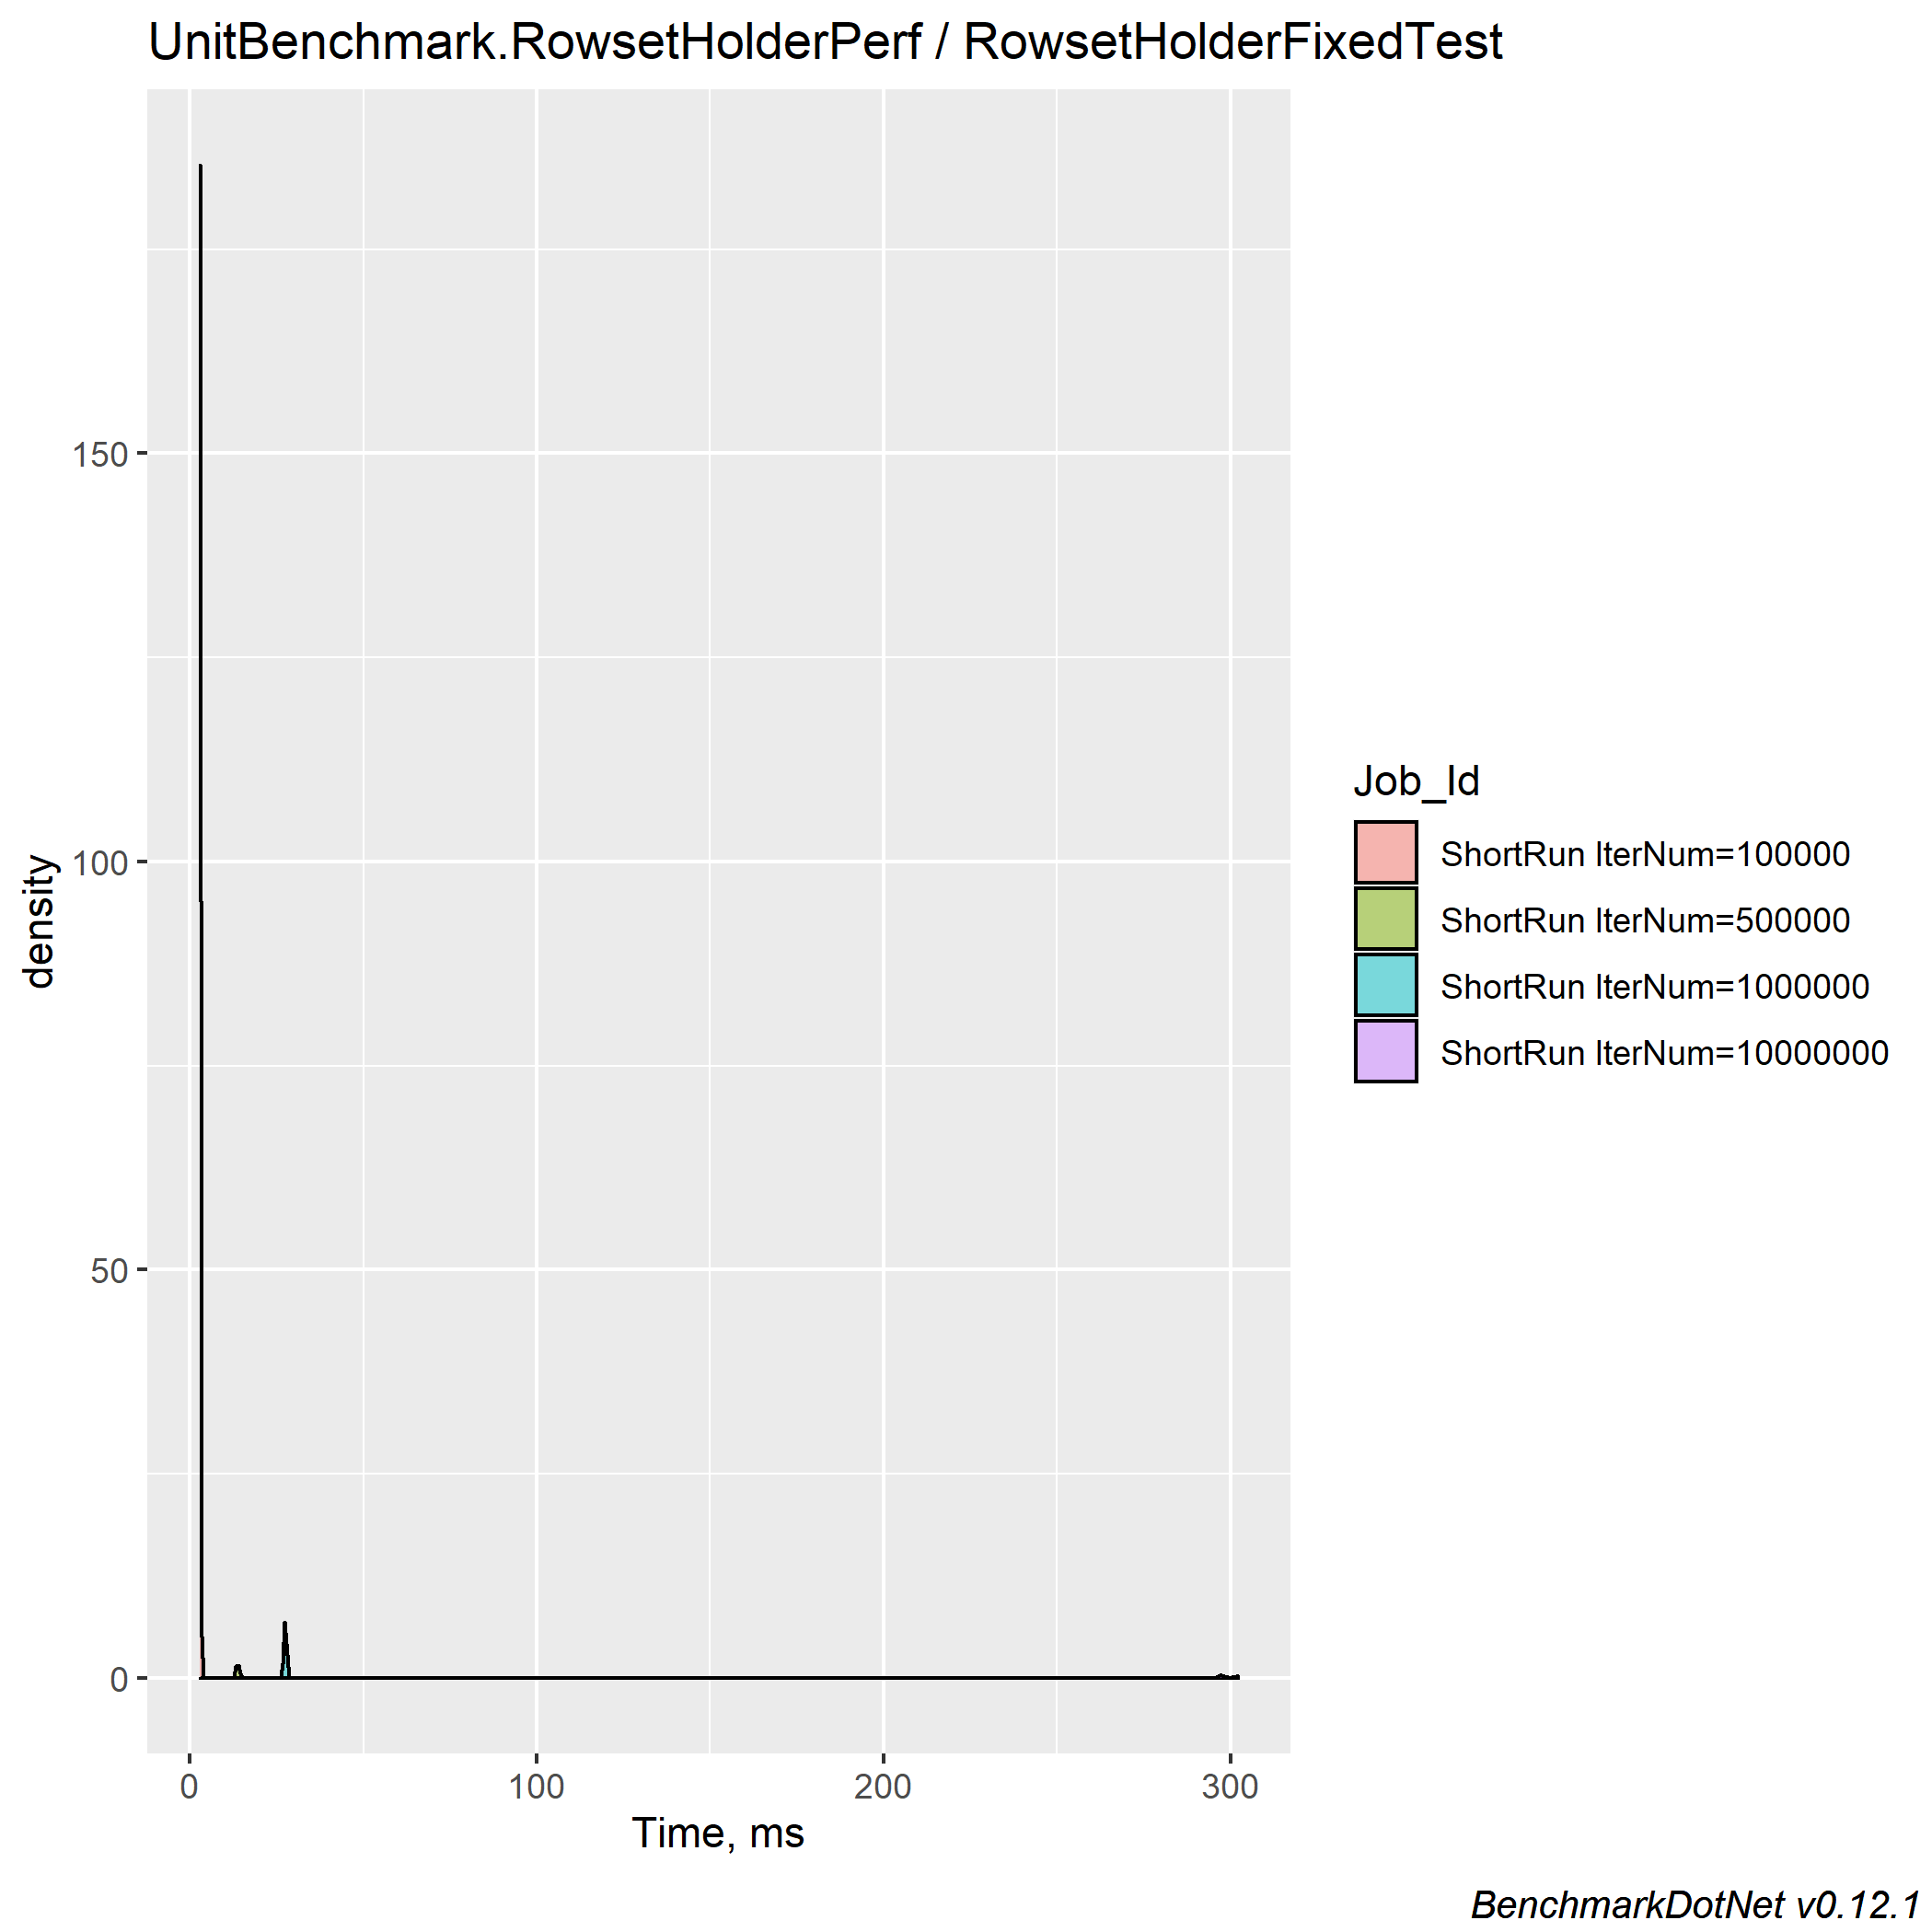 UnitBenchmark.RowsetHolderPerf / RowsetHolderFixedTest
density
150
100
50
0
0 100 200 300
Time, ms
Job_Id
ShortRun IterNum=100000
ShortRun IterNum=500000
ShortRun IterNum=1000000
ShortRun IterNum=10000000
BenchmarkDotNet v0.12.1